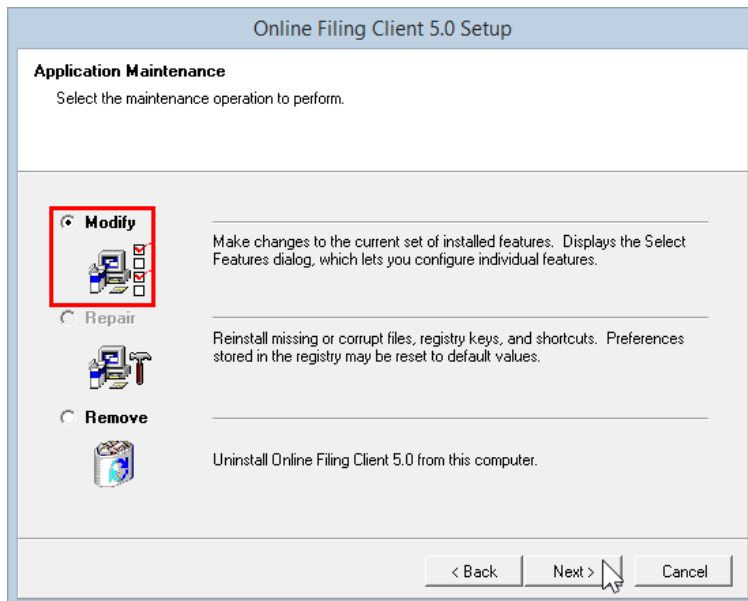 Online Filing Client 5.0 Setup
Application Maintenance
Select the maintenance operation to perform.
Modify
Make changes to the current set of installed features. Displays the Select
Features dialog, which lets you configure individual features.
Repair
Reinstall missing or corrupt files, registry keys, and shortcuts. Preferences
stored in the registry may be reset to default values.
Remove
Uninstall Online Filing Client 5.0 from this computer.
< Back
Next >
Cancel